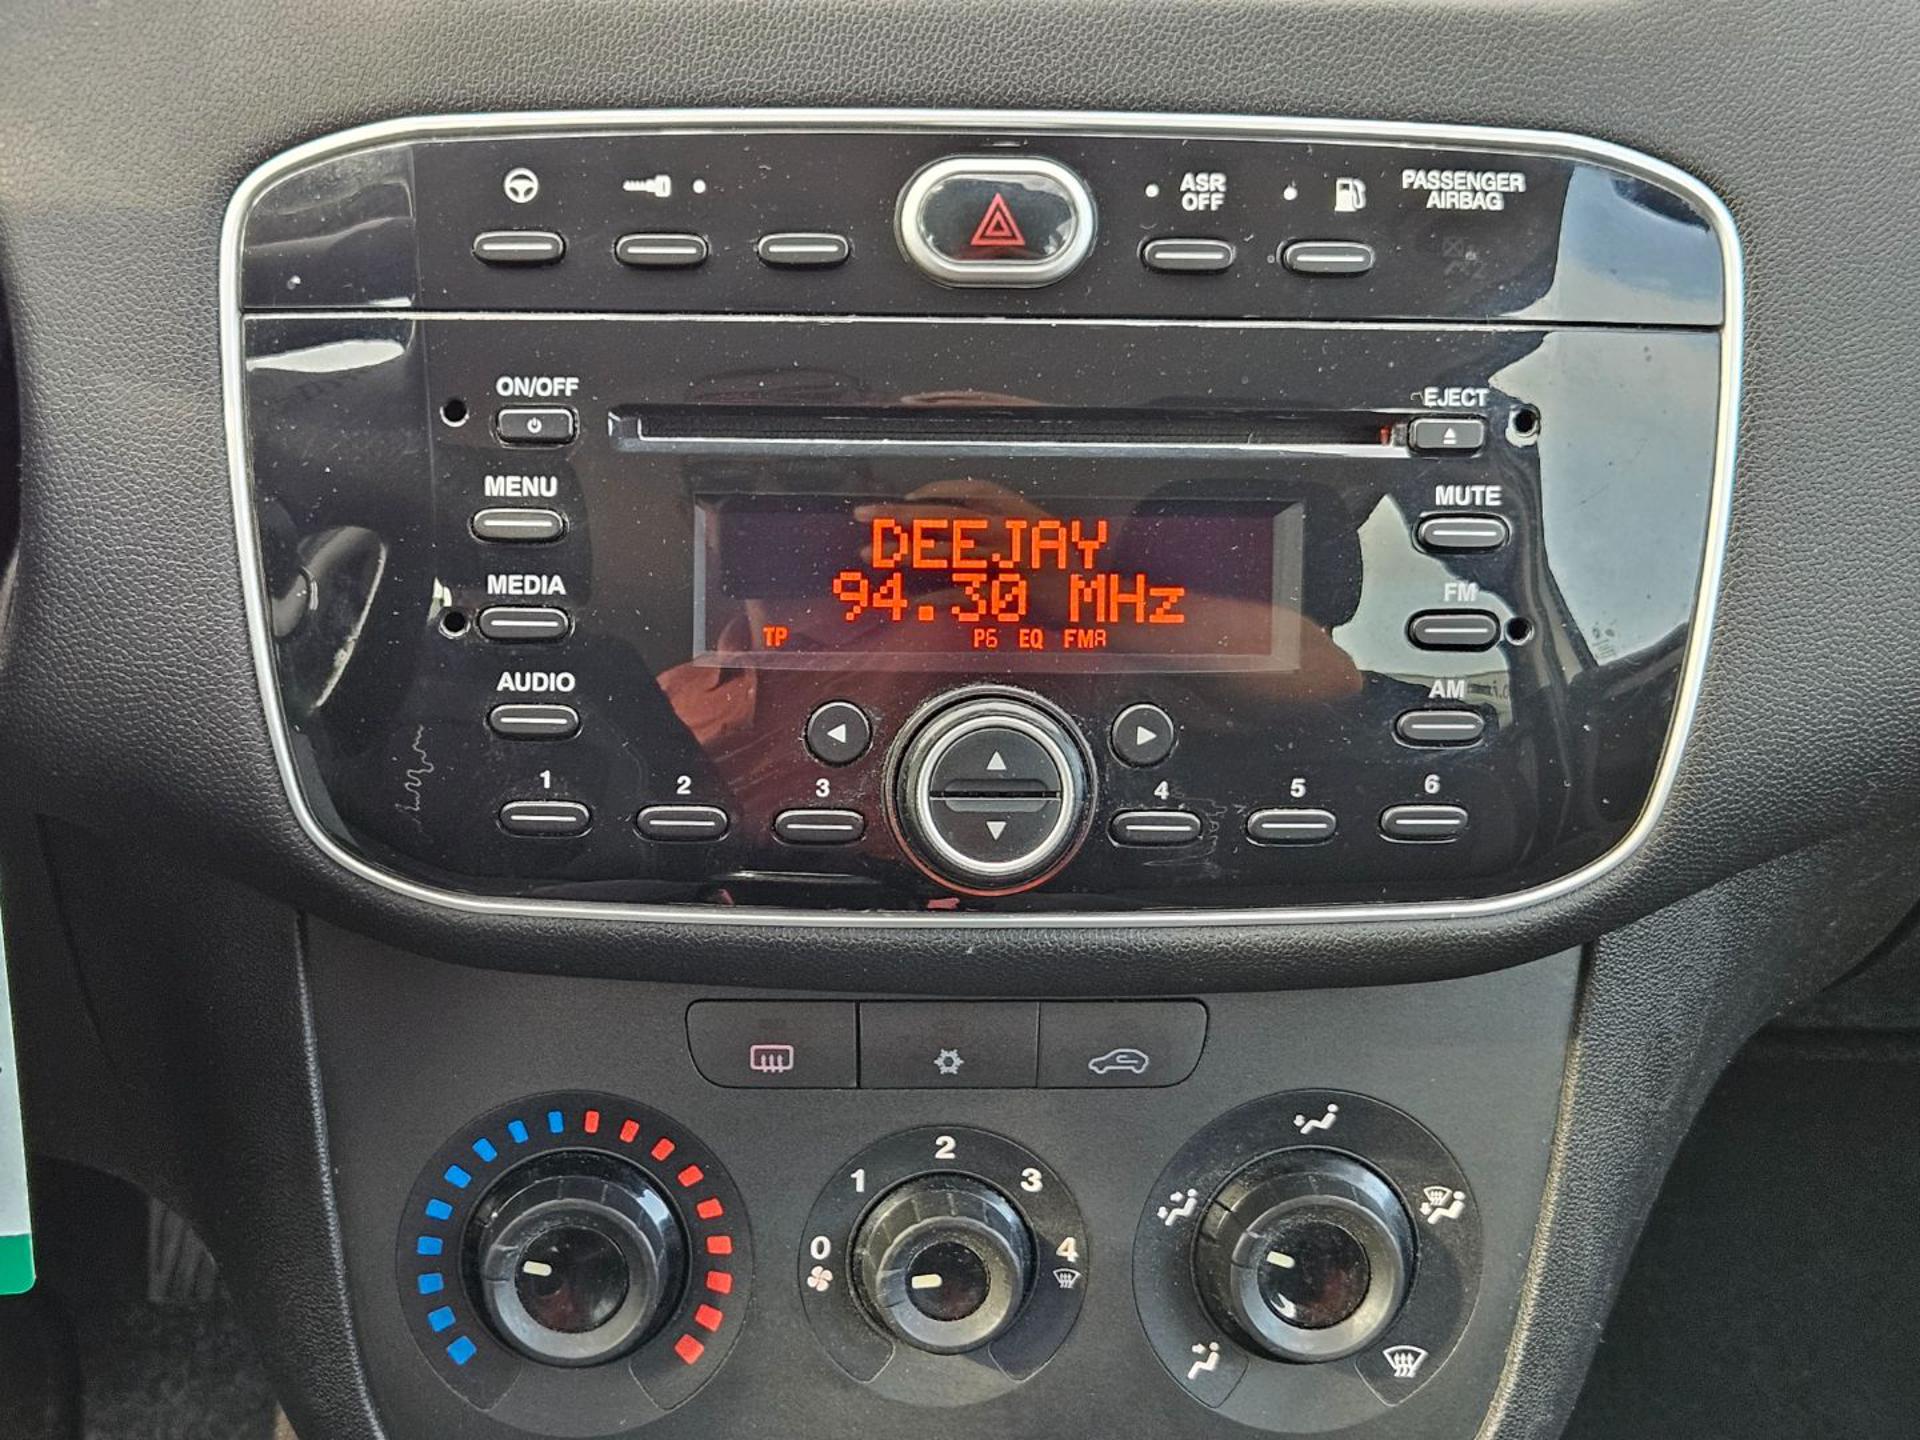 ASR
OFF
PASSENGER
AIRBAG
ON/OFF
EJECT
MENU
MUTE
DEEJAY
94.30 MHz
TP P6 EQ FMA
MEDIA
FM
AUDIO
AM
1 2 3 4 5 6
0 1 2 3 4